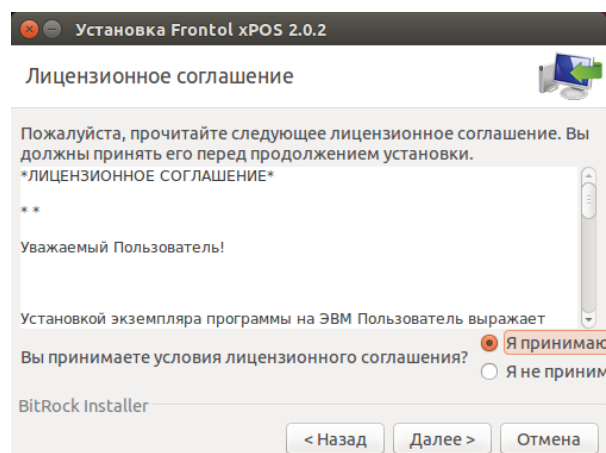 Установка Frontol xPOS 2.0.2
Лицензионное соглашение
Пожалуйста, прочитайте следующее лицензионное соглашение. Вы
должны принять его перед продолжением установки.
*ЛИЦЕНЗИОННОЕ СОГЛАШЕНИЕ*
* *
Уважаемый Пользователь!
Установкой экземпляра программы на ЭВМ Пользователь выражает
Вы принимаете условия лицензионного соглашения?
Я принимаю
Я не приним
BitRock Installer
< Назад
Далее >
Отмена